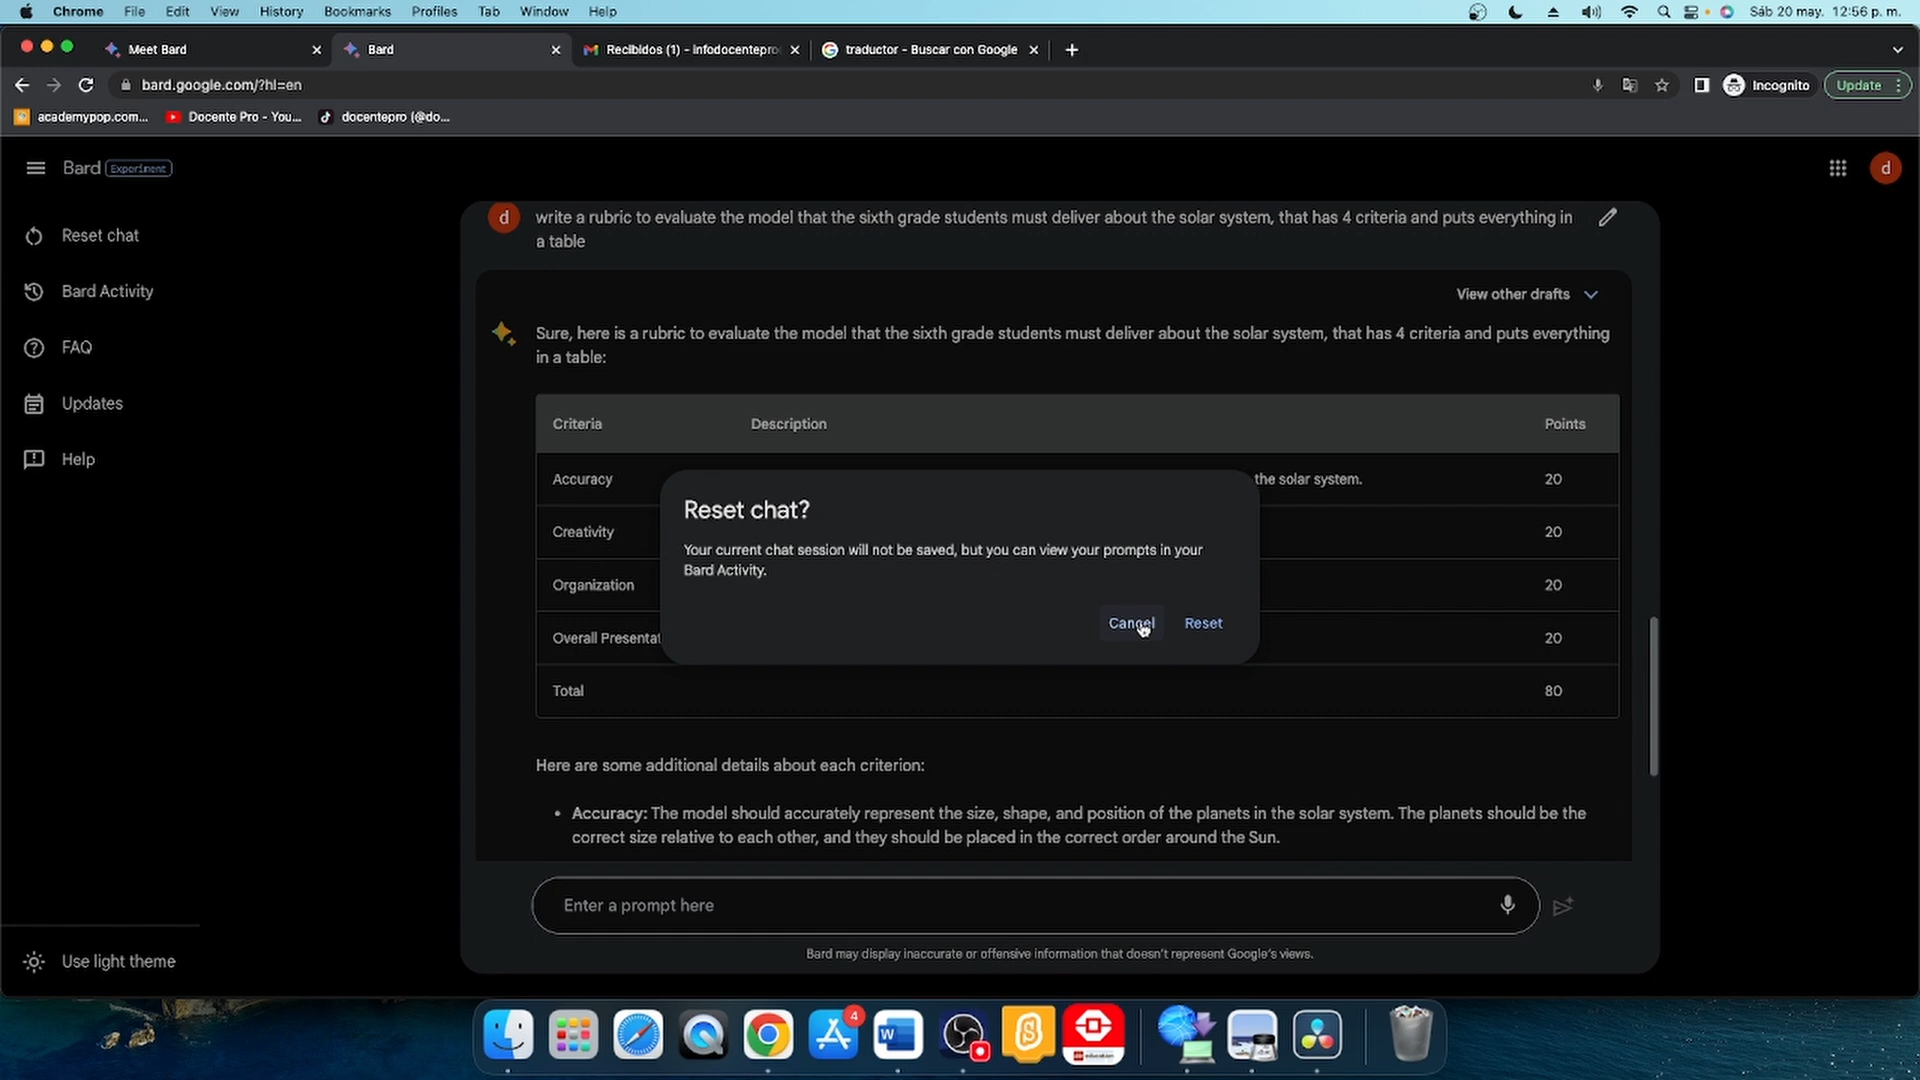 Chrome File Edit View History Bookmarks Profiles Tab Window Help Sáb 20 may. 12:56 p. m.
Meet Bard
Bard
Recibidos (1) - infodocentepro
traductor - Buscar con Google
bard.google.com/?hl=en
Incognito
Update
academypop.com...
Docente Pro - You...
docentepro (@do...
Bard Experiment
d
Reset chat
Bard Activity
FAQ
Updates
Help
Use light theme
d
write a rubric to evaluate the model that the sixth grade students must deliver about the solar system, that has 4 criteria and puts everything in
a table
View other drafts
Sure, here is a rubric to evaluate the model that the sixth grade students must deliver about the solar system, that has 4 criteria and puts everything
in a table:
Criteria Description Points
Accuracy the solar system. 20
Creativity 20
Organization 20
Overall Presentat 20
Total 80
Reset chat?
Your current chat session will not be saved, but you can view your prompts in your
Bard Activity.
Cancel Reset
Here are some additional details about each criterion:
• Accuracy: The model should accurately represent the size, shape, and position of the planets in the solar system. The planets should be the
correct size relative to each other, and they should be placed in the correct order around the Sun.
Enter a prompt here
Bard may display inaccurate or offensive information that doesn't represent Google's views.
4
W
education